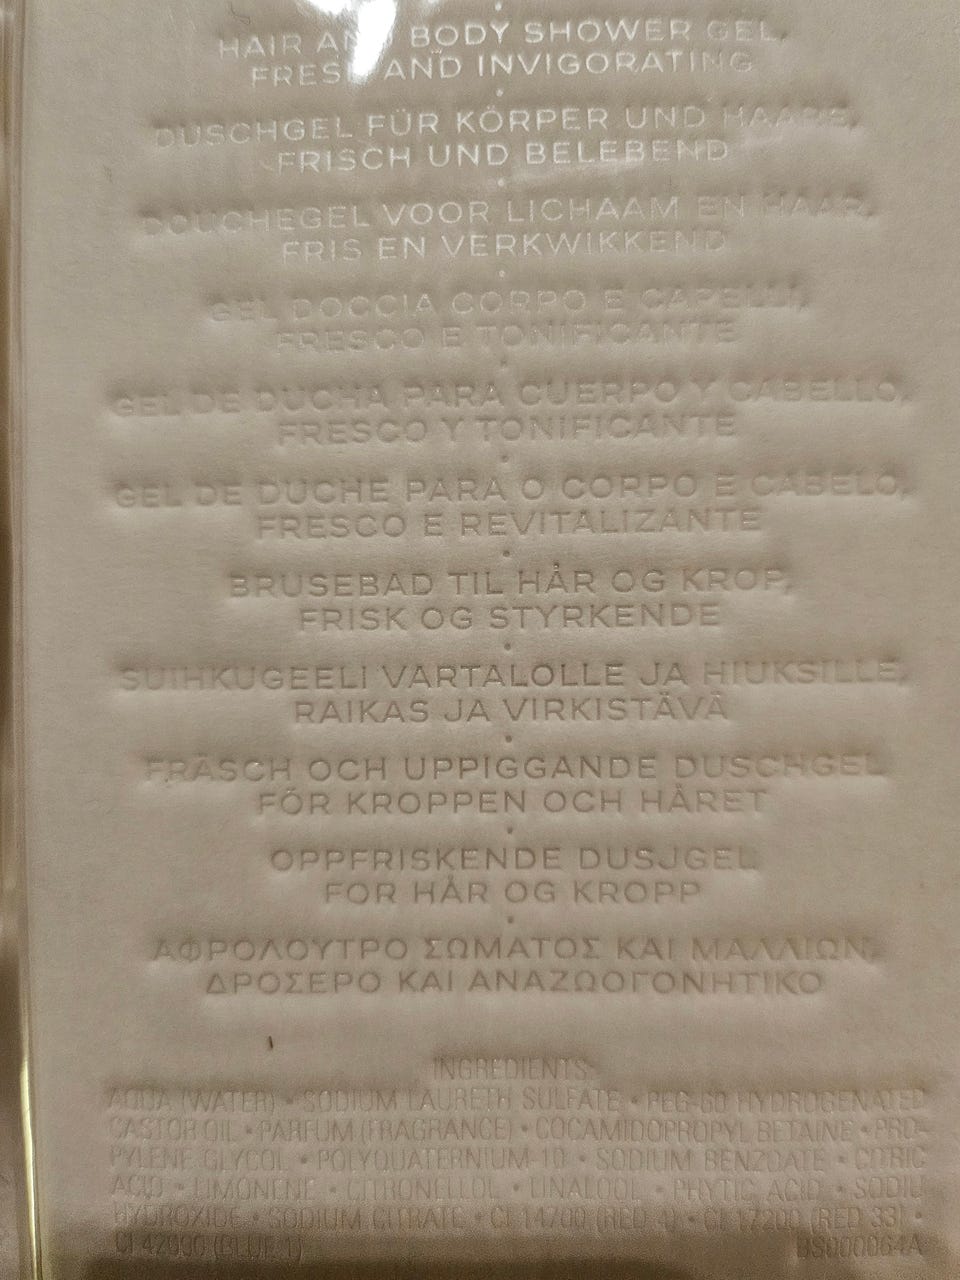 HAIR AND BODY SHOWER GEL,
FRESH AND INVIGORATING
•
DUSCHGEL FÜR KÖRPER UND HAARE,
FRISCH UND BELEBEND
•
DOUCHEGEL VOOR LICHAAM EN HAAR,
FRIS EN VERKWIKKEND
•
GEL DOCCIA CORPO E CAPELLI,
FRESCO E TONIFICANTE
•
GEL DE DUCHA PARA CUERPO Y CABELLO,
FRESCO Y TONIFICANTE
•
GEL DE DUCHE PARA O CORPO E CABELO,
FRESCO E REVITALIZANTE
•
BRUSEBAD TIL HÅR OG KROP,
FRISK OG STYRKENDE
•
SUIHKUGEELI VARTALOLLE JA HIUKSILLE,
RAIKAS JA VIRKISTÄVÄ
•
FRÄSCH OCH UPPIGGANDE DUSCHGEL
FÖR KROPPEN OCH HÅRET
•
OPPFRISKENDE DUSJGEL
FOR HÅR OG KROPP
•
ΑΦΡΟΛΟΥΤΡΟ ΣΩΜΑΤΟΣ ΚΑΙ ΜΑΛΛΙΩΝ,
ΔΡΟΣΕΡΟ ΚΑΙ ΑΝΑΖΩΟΓΟΝΗΤΙΚΟ
INGREDIENTS:
AQUA (WATER) • SODIUM LAURETH SULFATE • PEG-60 HYDROGENATED
CASTOR OIL • PARFUM (FRAGRANCE) • COCAMIDOPROPYL BETAINE • PRO-
PYLENE GLYCOL • POLYQUATERNIUM-10 • SODIUM BENZOATE • CITRIC
ACID • LIMONENE • CITRONELLOL • LINALOOL • PHYTIC ACID • SODIU
HYDROXIDE • SODIUM CITRATE • CI 14700 (RED 4) • CI 17200 (RED 33) •
CI 42090 (BLUE 1) BS000064A